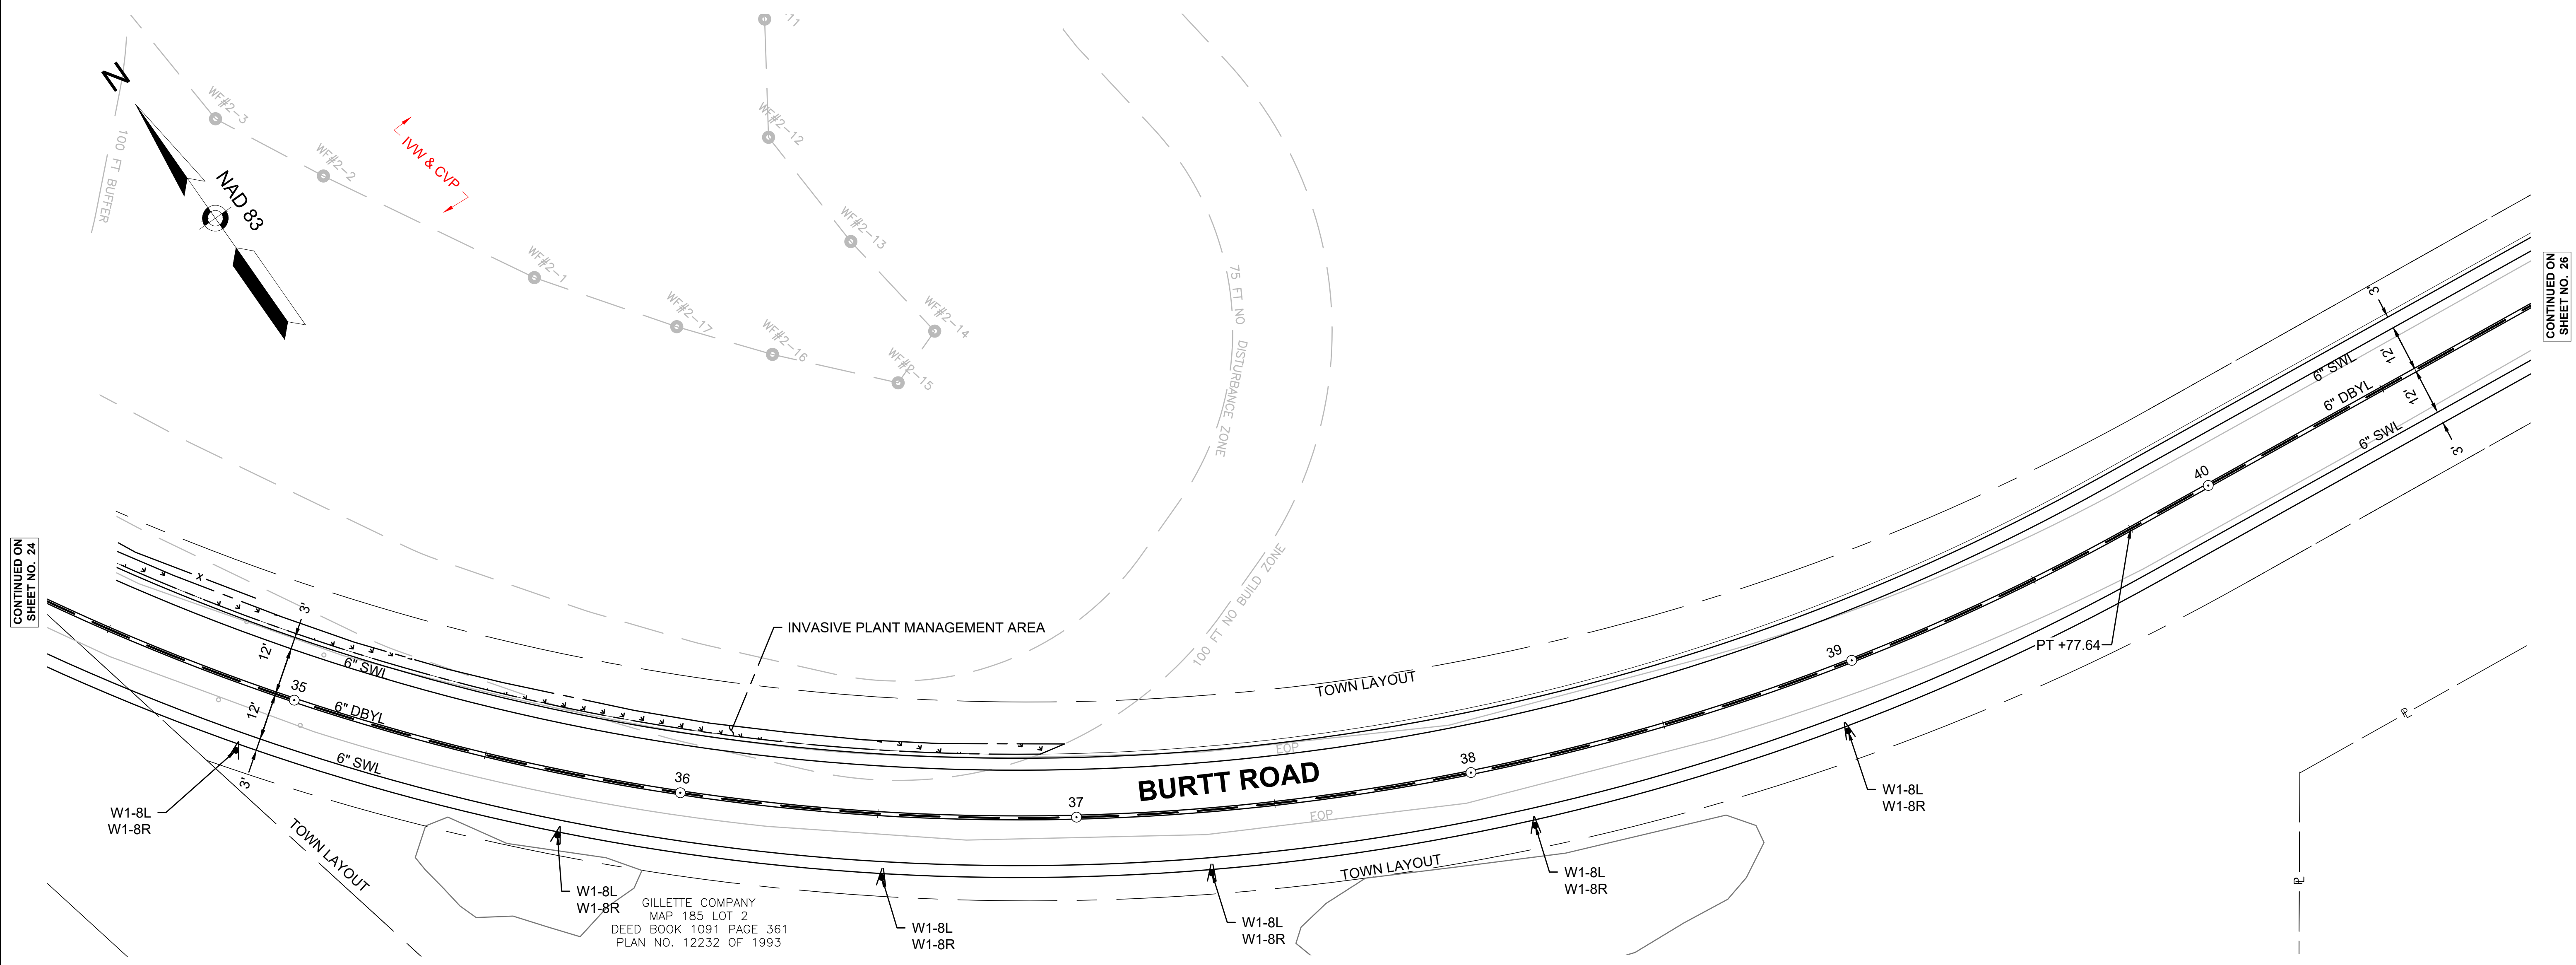 -11
WF#2-12
WF#2-13
WF#2-14
WF#2-15
WF#2-16
WF#2-17
WF#2-1
WF#2-2
WF#2-3
N
NAD 83
100 FT BUFFER
IVW & CVP
75 FT NO DISTURBANCE ZONE
100 FT NO BUILD ZONE
CONTINUED ON
SHEET NO. 24
CONTINUED ON
SHEET NO. 26
3'
12'
12'
3'
35
6" SWL
6" DBYL
6" SWL
INVASIVE PLANT MANAGEMENT AREA
X
36
37
BURTT ROAD
EOP
EOP
38
39
40
TOWN LAYOUT
TOWN LAYOUT
TOWN LAYOUT
PT +77.64
3'
12'
12'
3'
6" SWL
6" DBYL
6" SWL
PL
PL
W1-8L
W1-8R
W1-8L
W1-8R
W1-8L
W1-8R
W1-8L
W1-8R
W1-8L
W1-8R
W1-8L
W1-8R
GILLETTE COMPANY
MAP 185 LOT 2
DEED BOOK 1091 PAGE 361
PLAN NO. 12232 OF 1993